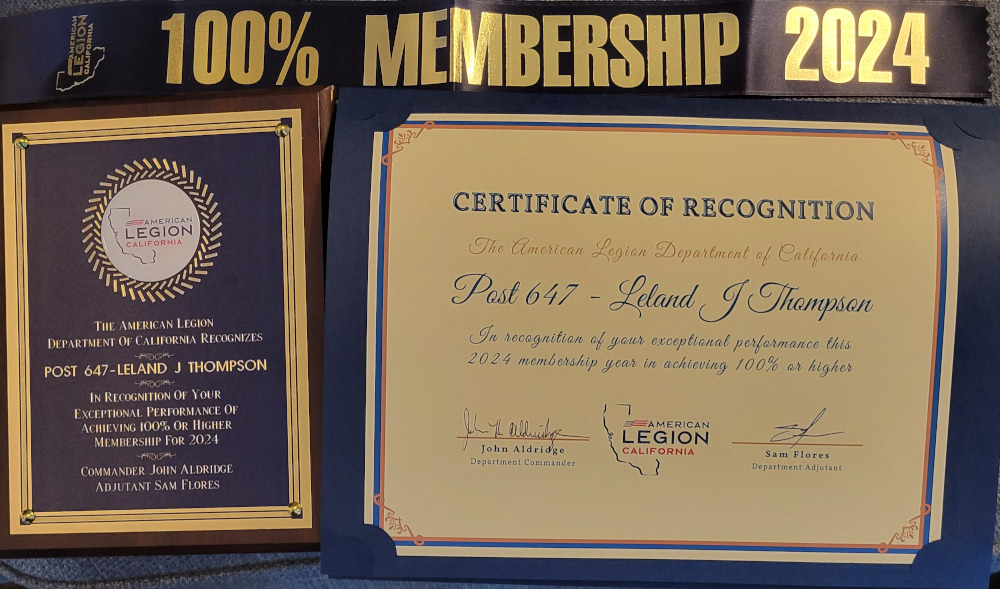 AMERICAN
LEGION
CALIFORNIA
100% MEMBERSHIP 2024
AMERICAN
LEGION
CALIFORNIA
The American Legion
Department Of California Recognizes
POST 647-LELAND J THOMPSON
In Recognition Of Your
Exceptional Performance Of
Achieving 100% Or Higher
Membership For 2024
Commander John Aldridge
Adjutant Sam Flores
CERTIFICATE OF RECOGNITION
The American Legion Department of California
Post 647 - Leland J Thompson
In recognition of your exceptional performance this
2024 membership year in achieving 100% or higher
John Aldridge
Department Commander
AMERICAN
LEGION
CALIFORNIA
Sam Flores
Department Adjutant